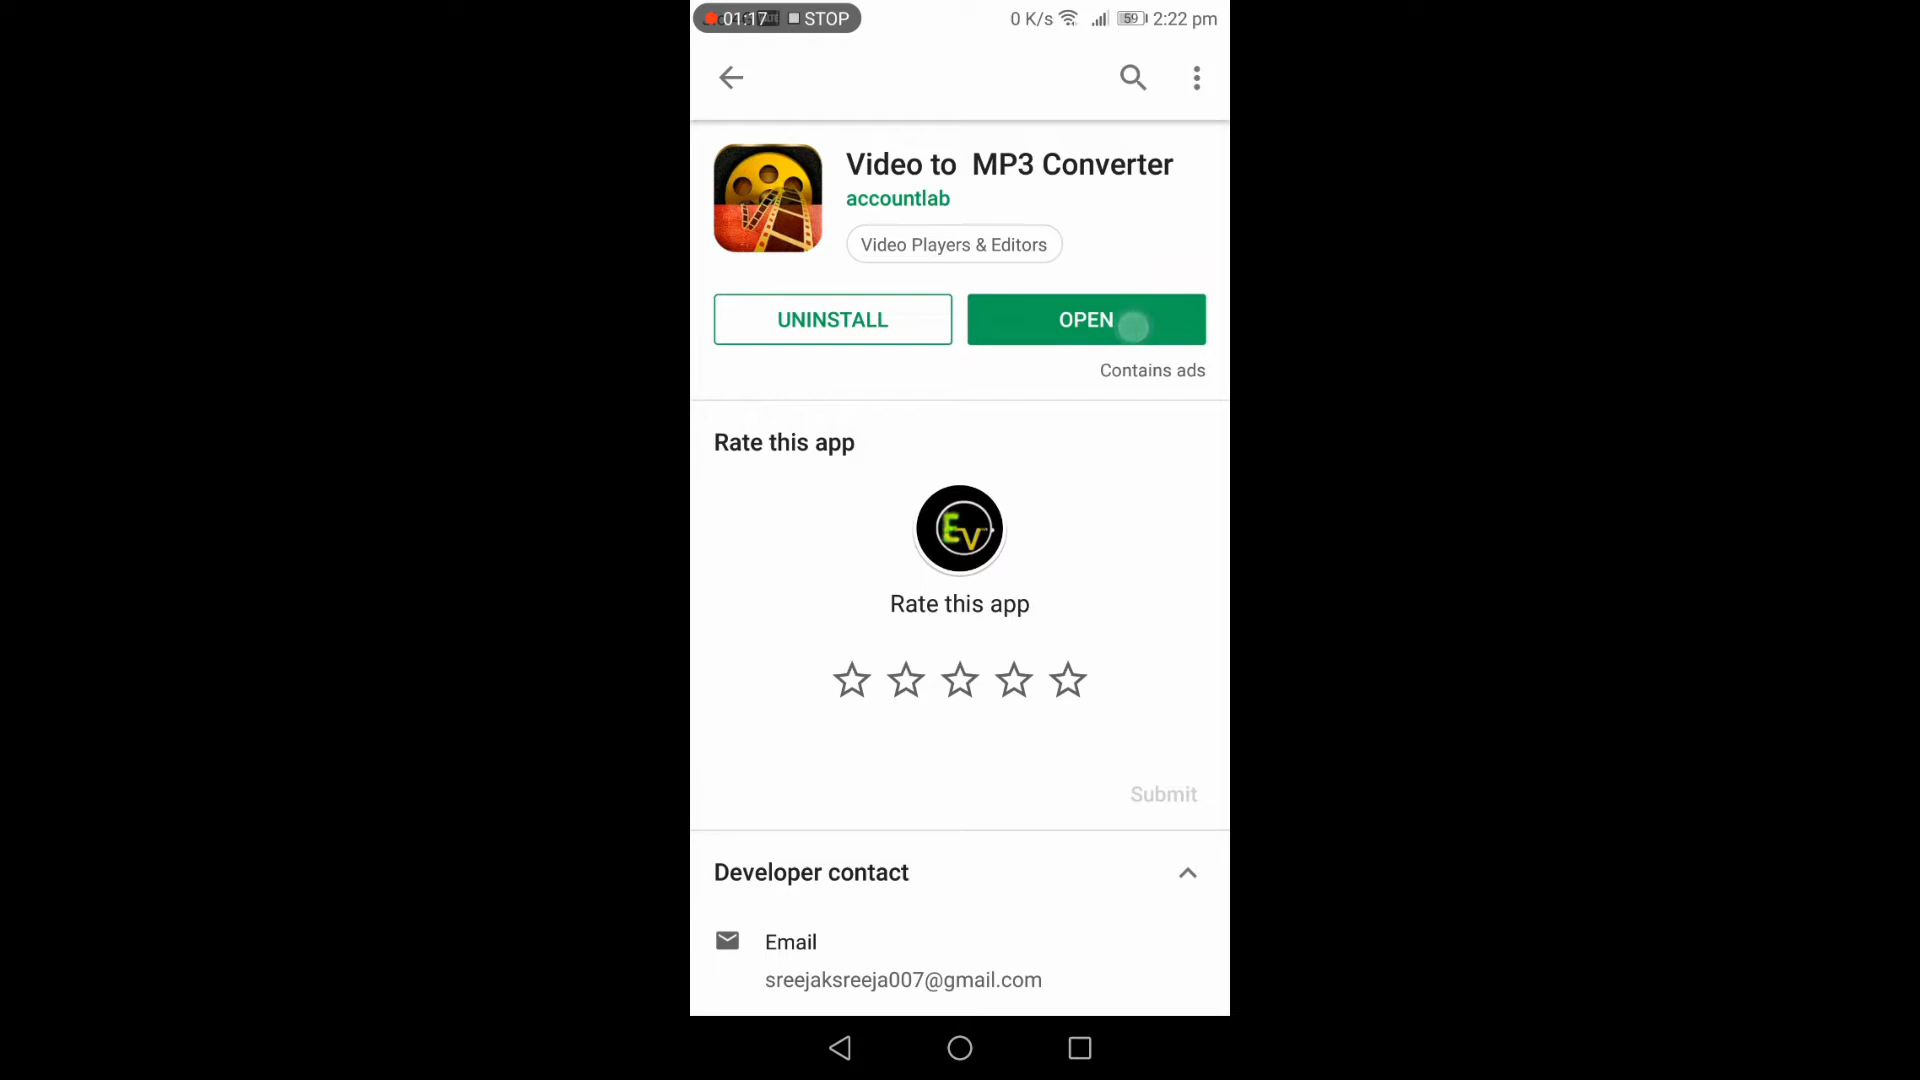 01:17 STOP 0 K/s 59 2:22 pm
Video to MP3 Converter
accountlab
Video Players & Editors
UNINSTALL OPEN
Contains ads
Rate this app
EV
Rate this app
Submit
Developer contact
Email
sreejaksreeja007@gmail.com